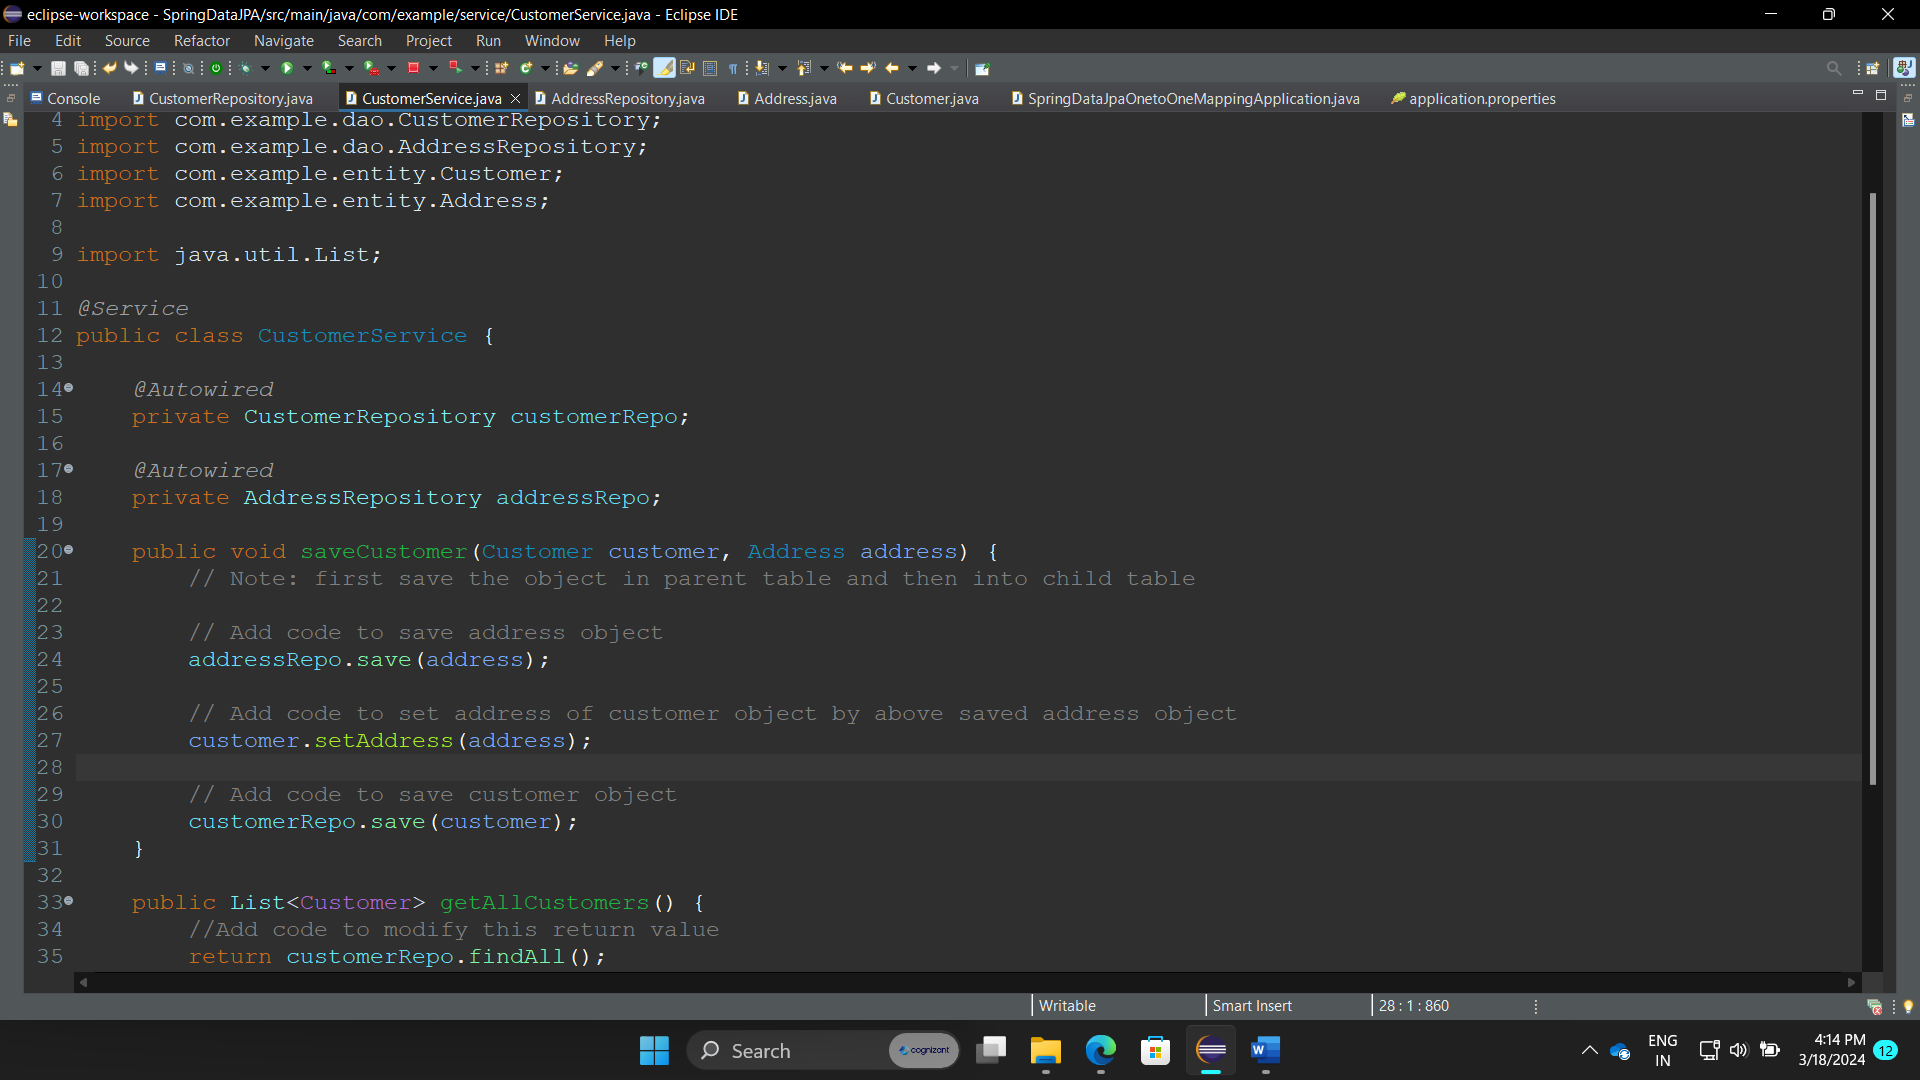 eclipse-workspace - SpringDataJPA/src/main/java/com/example/service/CustomerService.java - Eclipse IDE
File Edit Source Refactor Navigate Search Project Run Window Help
Console CustomerRepository.java CustomerService.java AddressRepository.java Address.java Customer.java SpringDataJpaOnetoOneMappingApplication.java application.properties
4 import com.example.dao.CustomerRepository;
5 import com.example.dao.AddressRepository;
6 import com.example.entity.Customer;
7 import com.example.entity.Address;
8
9 import java.util.List;
10
11 @Service
12 public class CustomerService {
13
14     @Autowired
15     private CustomerRepository customerRepo;
16
17     @Autowired
18     private AddressRepository addressRepo;
19
20     public void saveCustomer(Customer customer, Address address) {
21         // Note: first save the object in parent table and then into child table
22
23         // Add code to save address object
24         addressRepo.save(address);
25
26         // Add code to set address of customer object by above saved address object
27         customer.setAddress(address);
28
29         // Add code to save customer object
30         customerRepo.save(customer);
31     }
32
33     public List<Customer> getAllCustomers() {
34         //Add code to modify this return value
35         return customerRepo.findAll();
Writable Smart Insert 28 : 1 : 860
Search cognizant ENG 4:14 PM
IN 3/18/2024 12